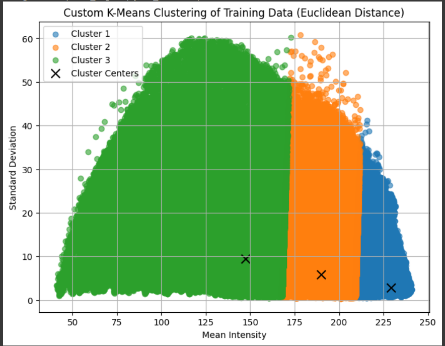 Custom K-Means Clustering of Training Data (Euclidean Distance)
Cluster 1
Cluster 2
Cluster 3
Cluster Centers
Standard Deviation
60
50
40
30
20
10
0
50
75
100
125
150
175
200
225
250
Mean Intensity